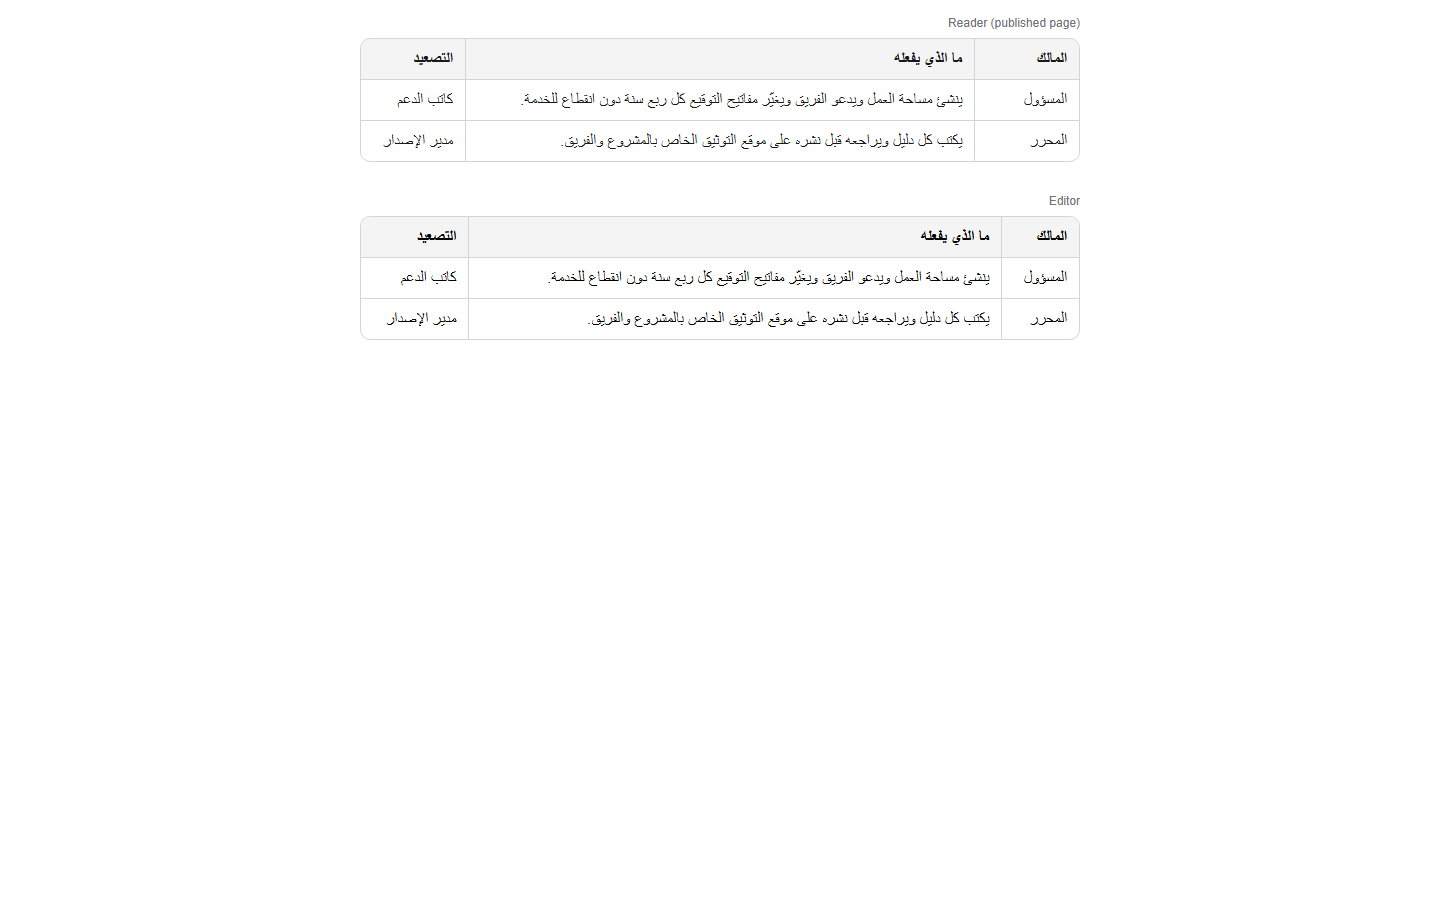 Reader (published page)
المالك ما الذي يفعله التصعيد
المسؤول ينشئ مساحة العمل ويدعو الفريق ويغيّر مفاتيح التوقيع كل ربع سنة دون انقطاع للخدمة. كاتب الدعم
المحرر يكتب كل دليل ويراجعه قبل نشره على موقع التوثيق الخاص بالمشروع والفريق. مدير الإصدار
Editor
المالك ما الذي يفعله التصعيد
المسؤول ينشئ مساحة العمل ويدعو الفريق ويغيّر مفاتيح التوقيع كل ربع سنة دون انقطاع للخدمة. كاتب الدعم
المحرر يكتب كل دليل ويراجعه قبل نشره على موقع التوثيق الخاص بالمشروع والفريق. مدير الإصدار